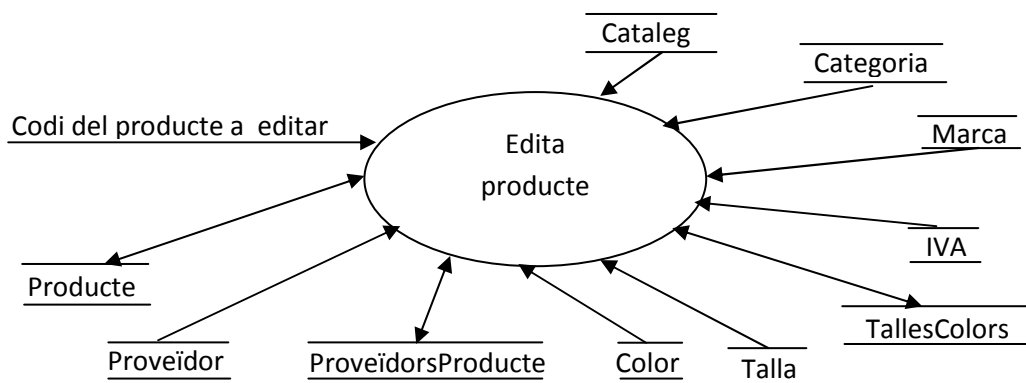 Cataleg
Categoria
Codi del producte a editar
Edita
producte
Marca
IVA
Producte
TallesColors
Proveïdor
ProveïdorsProducte
Color
Talla